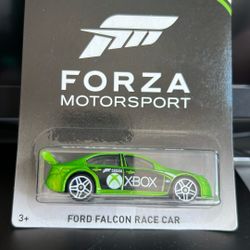 FORZA
MOTORSPORT
XBOX
3+
FORD FALCON RACE CAR